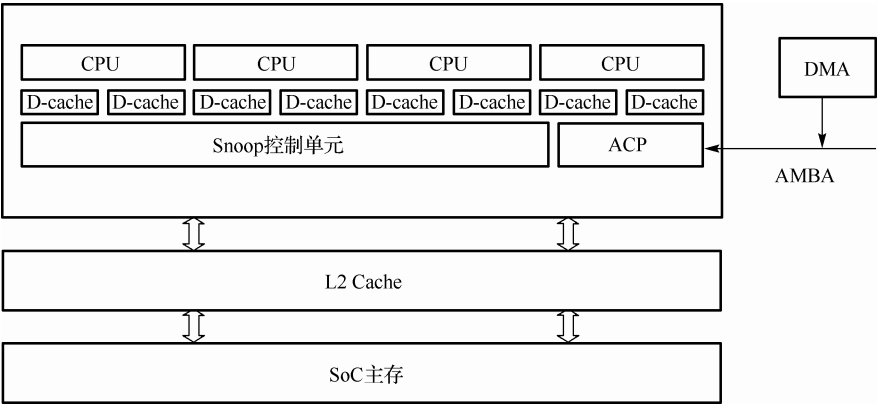 CPU CPU CPU CPU
DMA
D-cache D-cache D-cache D-cache D-cache D-cache D-cache D-cache
Snoop控制单元 ACP
AMBA
L2 Cache
SoC主存